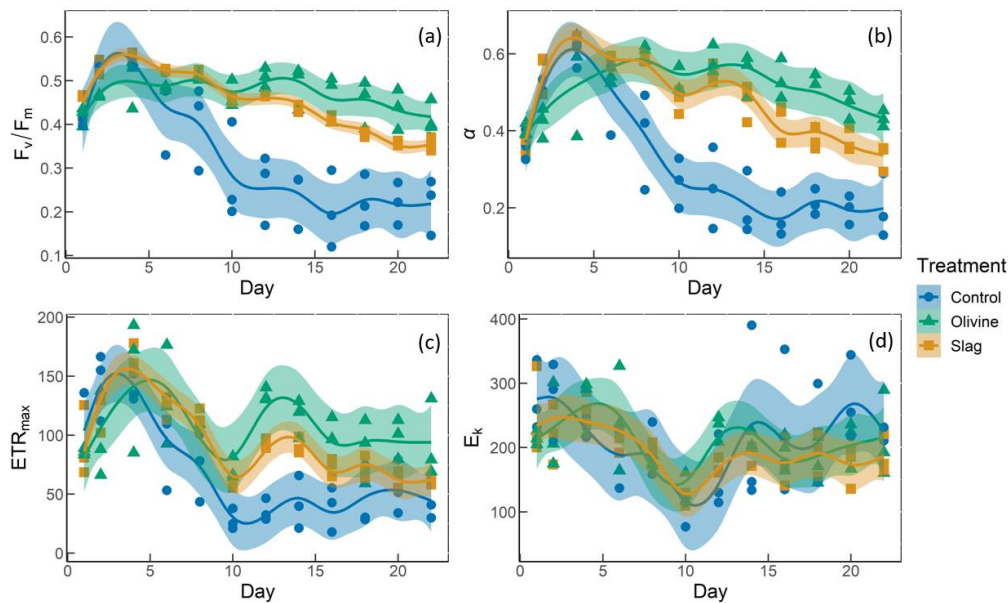 (a)
0.6
0.5
0.4
0.3
0.2
0.1
Fv/Fm
0 5 10 15 20
Day
(b)
0.6
0.4
0.2
α
0 5 10 15 20
Day
Treatment
Control
Olivine
Slag
(c)
200
150
100
50
0
ETRmax
0 5 10 15 20
Day
(d)
400
300
200
100
Ek
0 5 10 15 20
Day